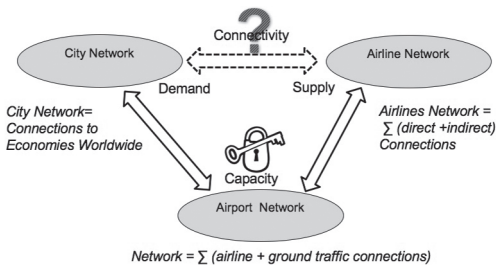 ?
Connectivity
City Network
Airline Network
Demand
Supply
City Network=
Connections to
Economies Worldwide
Airlines Network =
∑ (direct +indirect)
Connections
Capacity
Airport Network
Network = ∑ (airline + ground traffic connections)